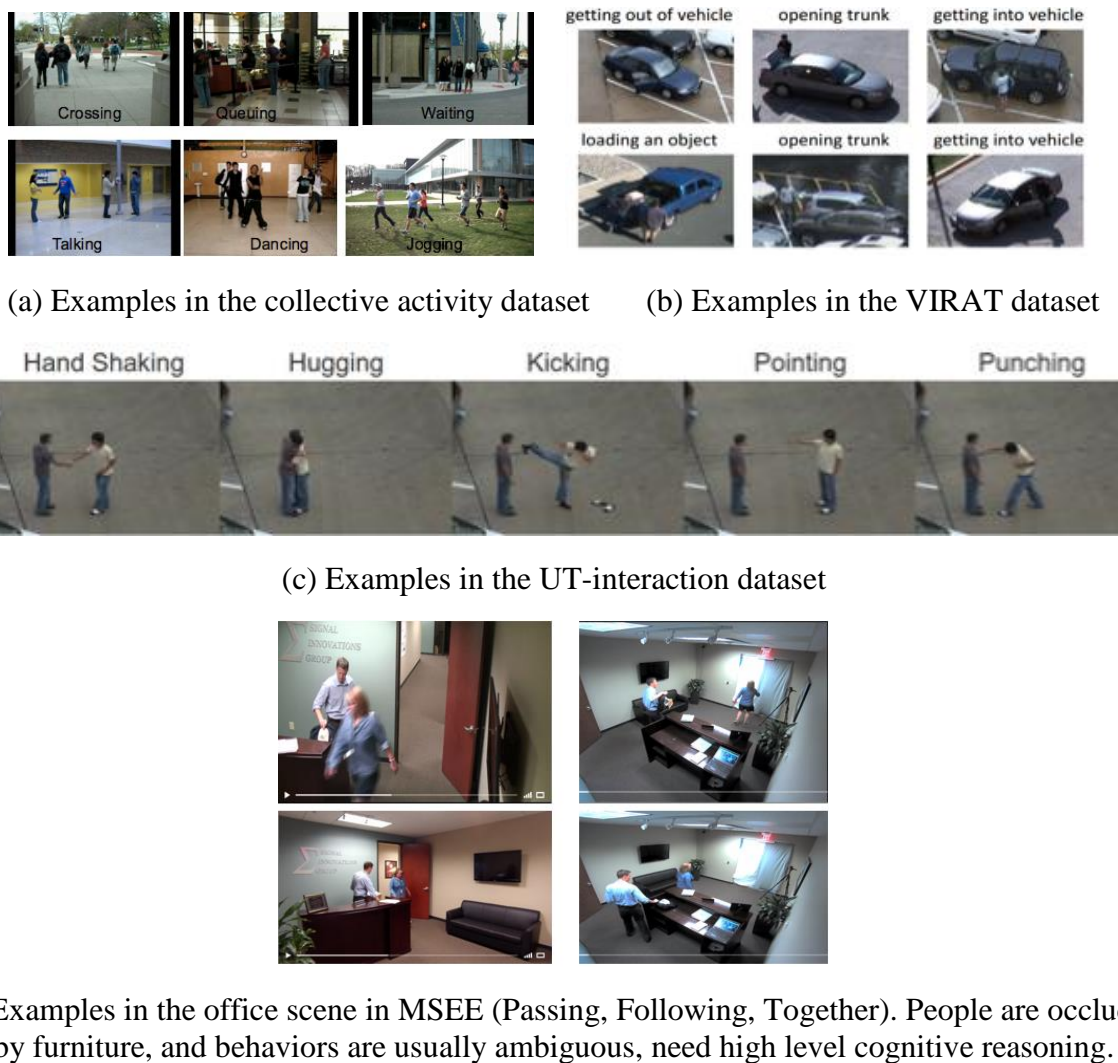 getting out of vehicle opening trunk getting into vehicle
Crossing Queuing Waiting
loading an object opening trunk getting into vehicle
Talking Dancing Jogging
(a) Examples in the collective activity dataset (b) Examples in the VIRAT dataset
Hand Shaking Hugging Kicking Pointing Punching
(c) Examples in the UT-interaction dataset
SIGNAL
INNOVATIONS
GROUP
SIGNAL
INNOVATIONS
GROUP
Examples in the office scene in MSEE (Passing, Following, Together). People are
by furniture, and behaviors are usually ambiguous, need high level cognitive reasoning.